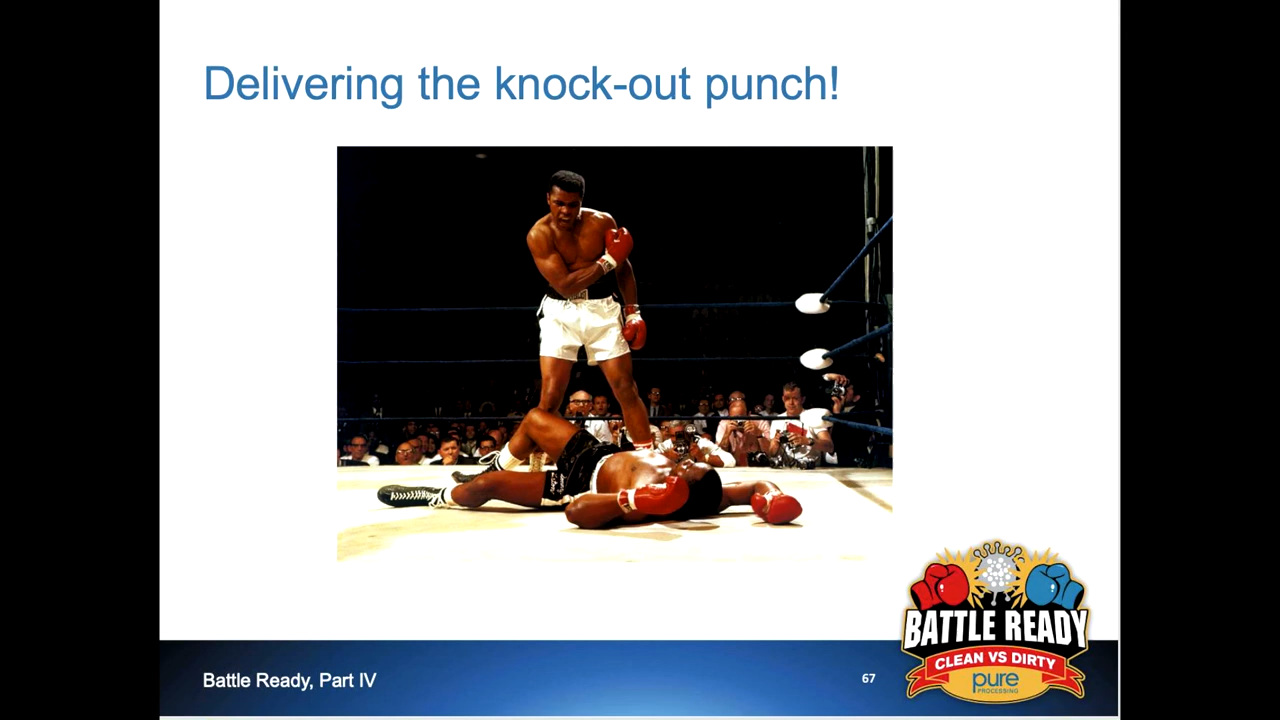 Delivering the knock-out punch!
BATTLE READY
CLEAN VS DIRTY
pure
PROCESSING
Battle Ready, Part IV
67